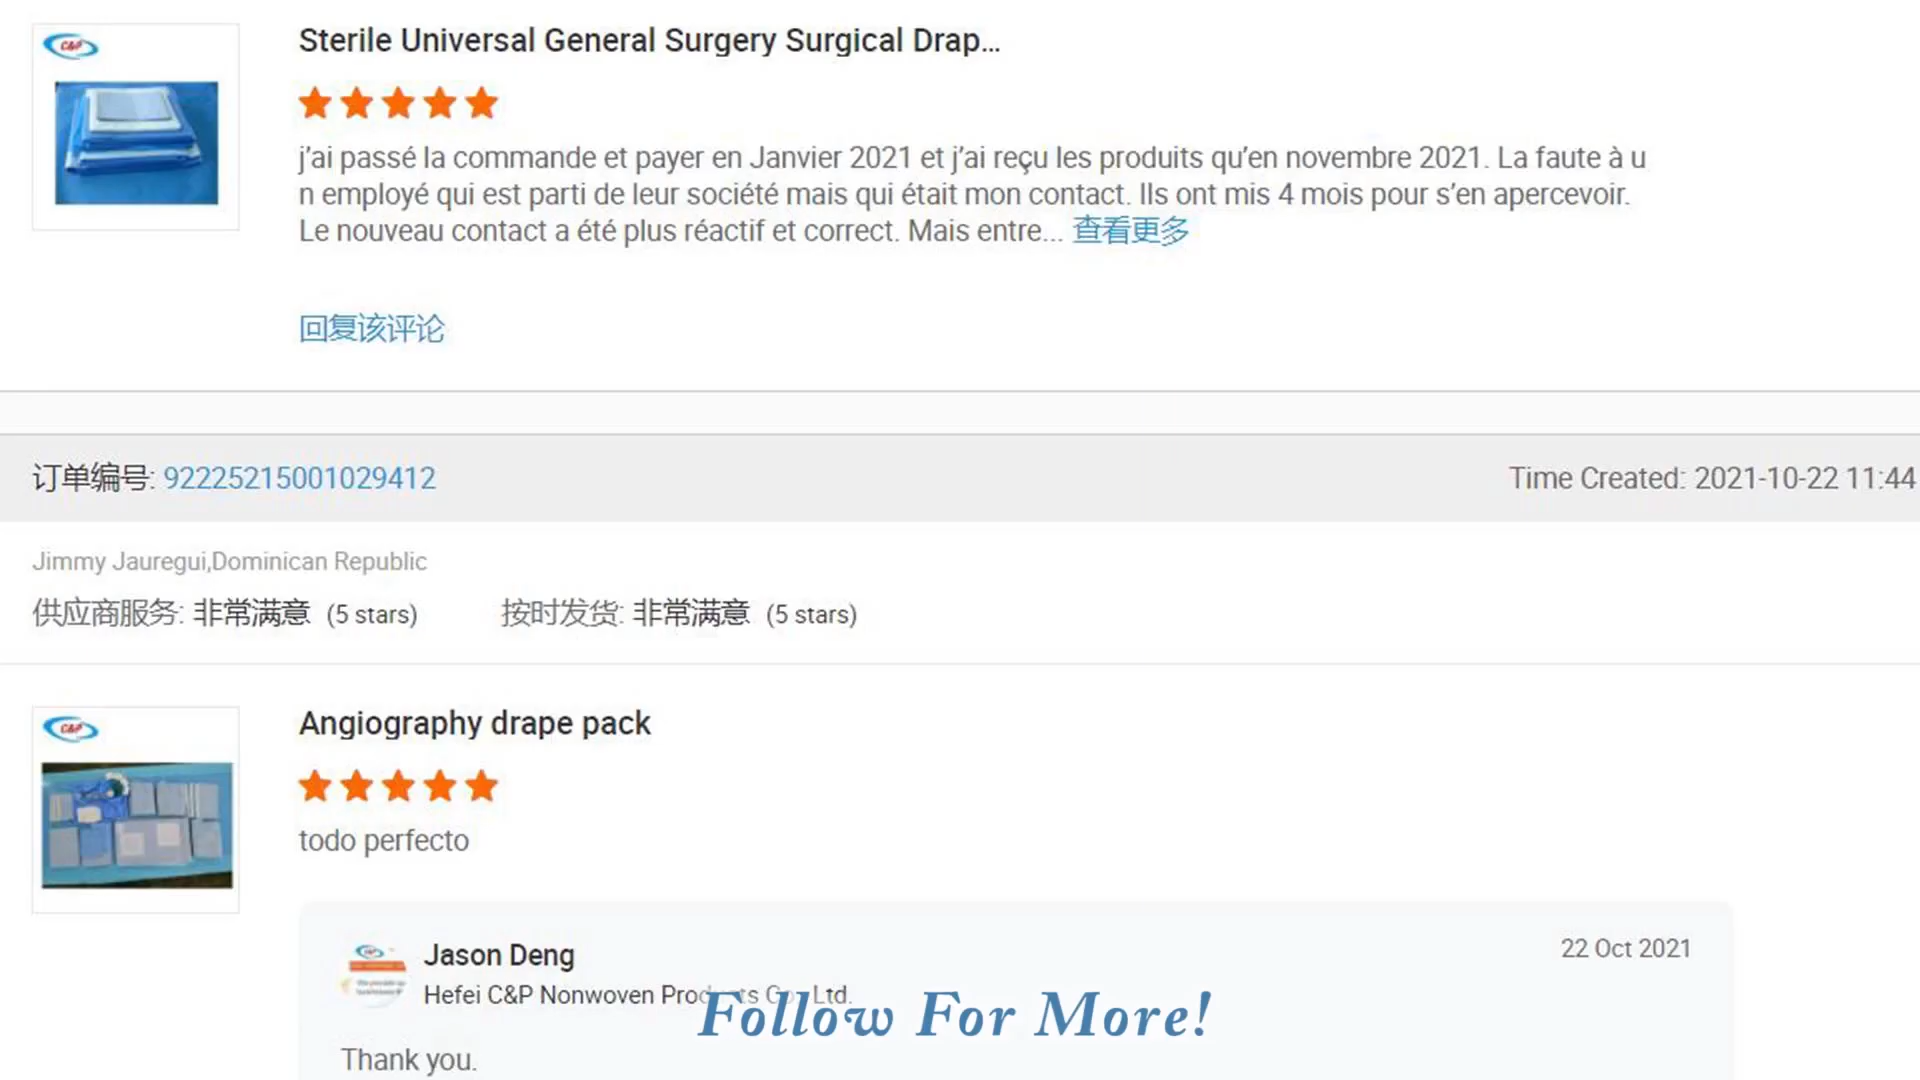 C&P
Sterile Universal General Surgery Surgical Drap...
j’ai passé la commande et payer en Janvier 2021 et j’ai reçu les produits qu’en novembre 2021. La faute à u
n employé qui est parti de leur société mais qui était mon contact. Ils ont mis 4 mois pour s’en apercevoir.
Le nouveau contact a été plus réactif et correct. Mais entre... 查看更多
回复该评论
订单编号: 92225215001029412
Time Created: 2021-10-22 11:44
Jimmy Jauregui,Dominican Republic
供应商服务: 非常满意 (5 stars) 按时发货: 非常满意 (5 stars)
C&P
Angiography drape pack
todo perfecto
Jason Deng
22 Oct 2021
Hefei C&P Nonwoven Products Co., Ltd.
Follow For More!
Thank you.